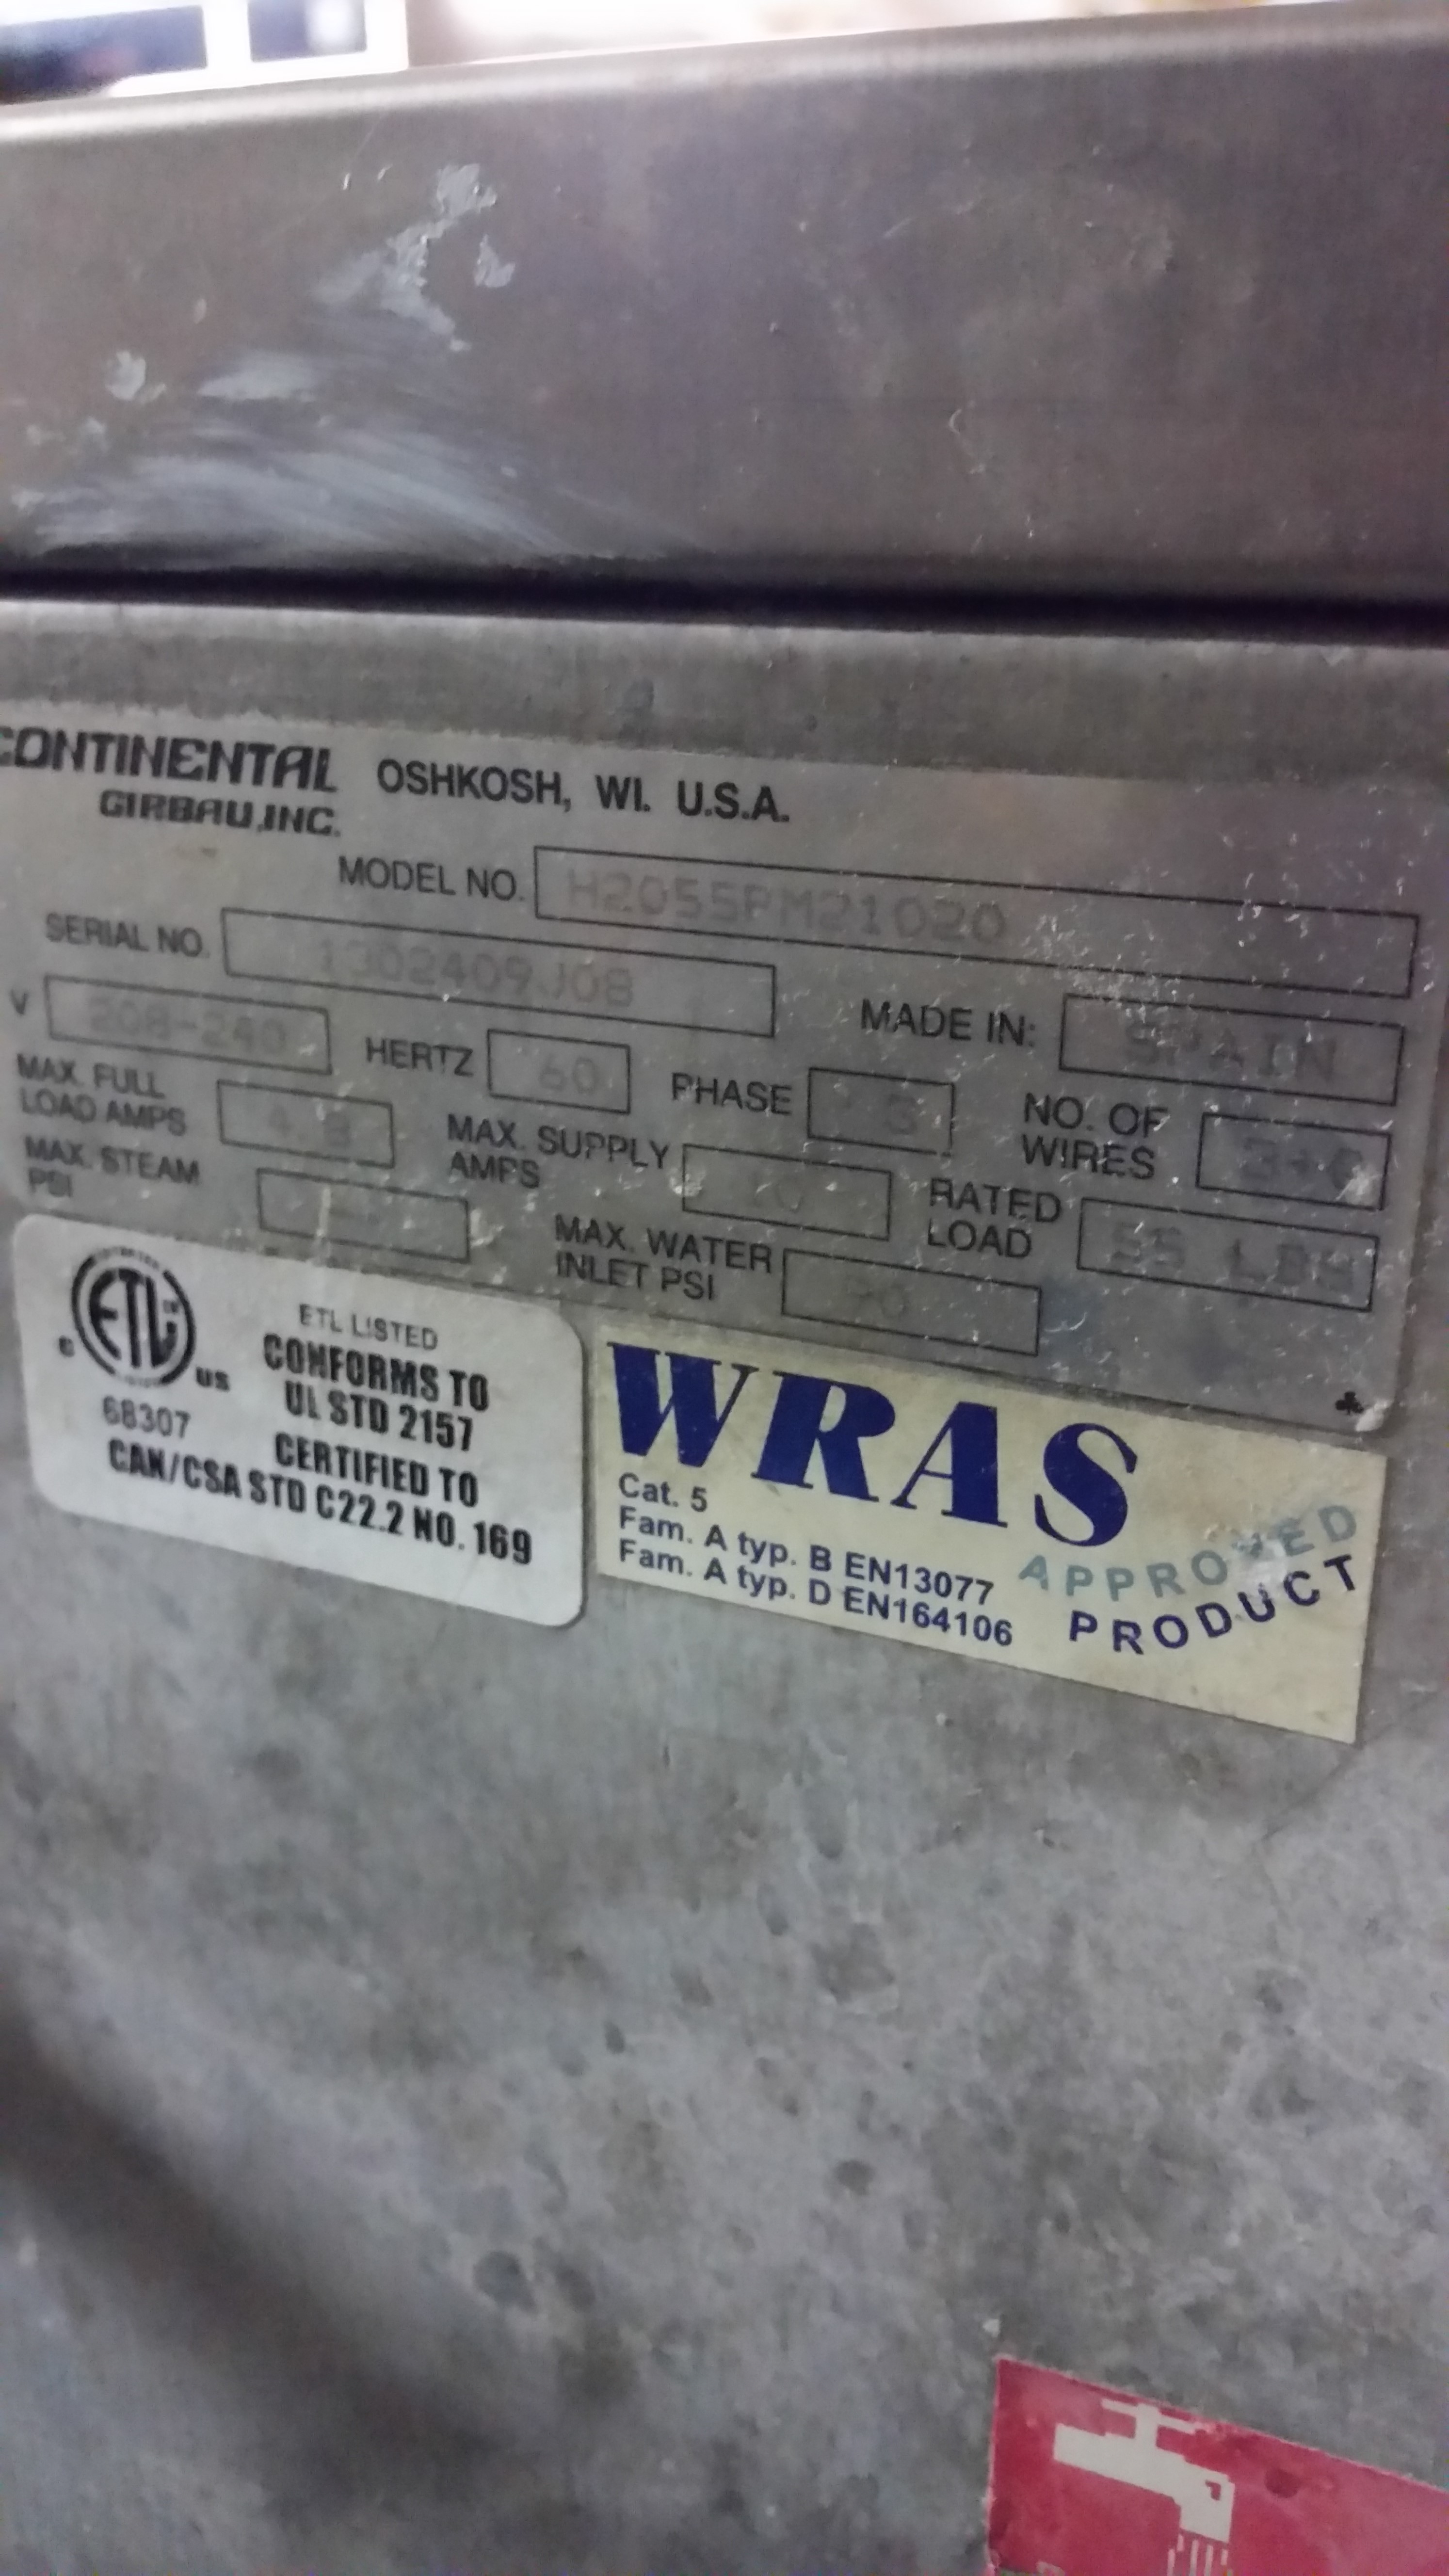 CONTINENTAL OSHKOSH, WI. U.S.A.
GIRBAU, INC.
MODEL NO. H2055PM21020
SERIAL NO. 1302409J08 MADE IN: SPAIN
V 208-240 HERTZ 60 PHASE 3 NO. OF WIRES
MAX. FULL LOAD AMPS MAX. SUPPLY AMPS RATED LOAD 55 LBS
MAX. STEAM PSI MAX. WATER INLET PSI
ETL LISTED
CONFORMS TO
UL STD 2157
CERTIFIED TO
CAN/CSA STD C22.2 NO. 169
ETL
C US
68307
WRAS
Cat. 5
Fam. A typ. B EN13077
Fam. A typ. D EN164106
APPROVED
PRODUCT